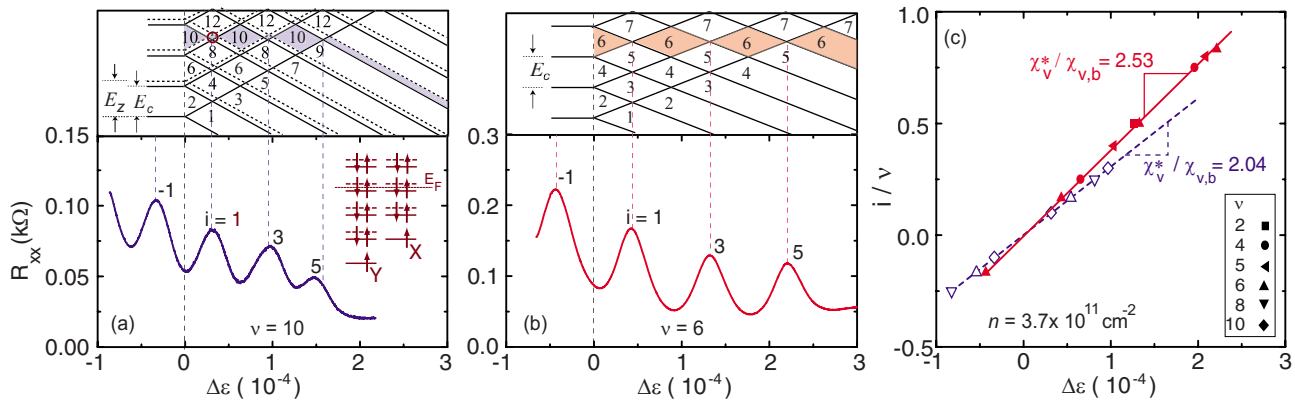 12 12 12
10 10 10 10
8 8 9
6 6 7
4 4 5 5
2 3
1
E_z E_c
0.15
0.10
0.05
0.00
R_xx (kΩ)
-1
i = 1
3
5
E_F
X
Y
(a)
ν = 10
-1 0 1 2 3
Δε ( 10^-4)
7 7 7 7
6 6 6 6
5 5 5
4 4 4
3 3
2 2
1
E_c
0.3
0.2
0.1
0.0
-1
i = 1
3
5
(b)
ν = 6
-1 0 1 2 3
Δε ( 10^-4)
(c)
1.0
0.5
0.0
-0.5
i / ν
χ*_v / χ_v,b = 2.53
χ*_v / χ_v,b = 2.04
ν
2
4
5
6
8
10
n = 3.7x 10^11 cm^-2
-1 0 1 2 3
Δε ( 10^-4)